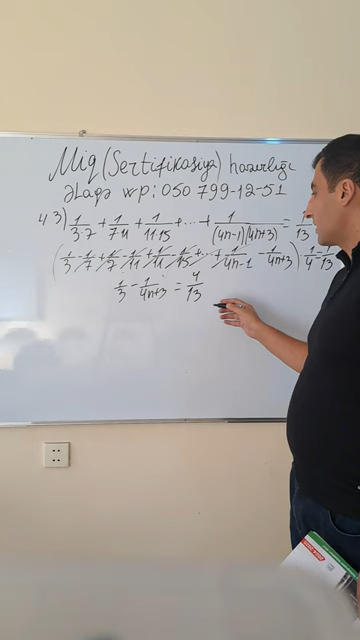 Miq (Sertifikasiya) hazırlığı
Əlaqə wp: 050 799-12-51
43) 1/3·7 + 1/7·11 + 1/11·15 + ... + 1/(4n-1)(4n+3) = 1/13
(1/3 - 1/7 + 1/7 - 1/11 + 1/11 - 1/15 + ... + 1/4n-1 - 1/4n+3) 1/4 = 1/13
1/3 - 1/4n+3 = 4/13